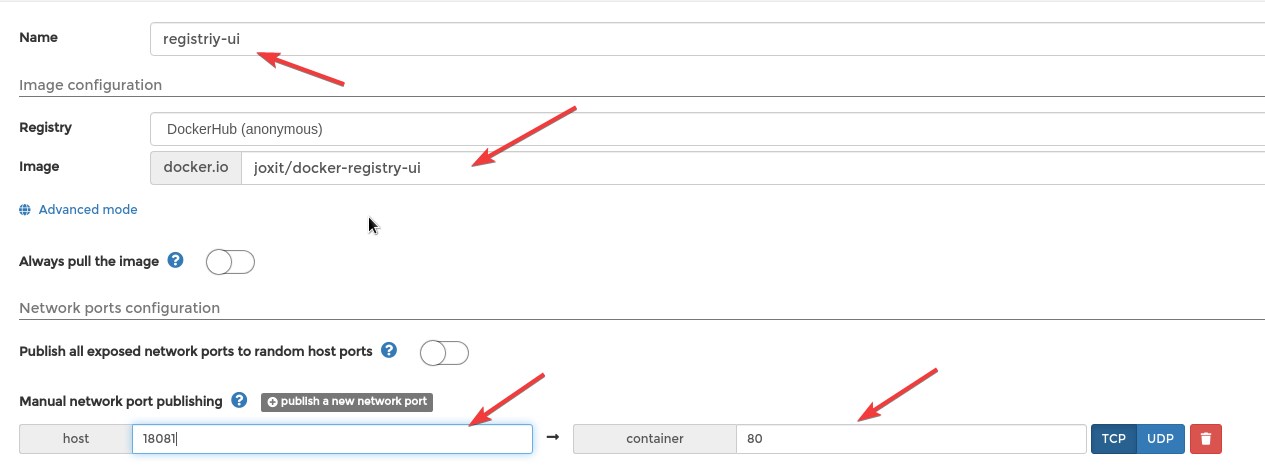 Name registriy-ui
Image configuration
Registry DockerHub (anonymous)
Image docker.io joxit/docker-registry-ui
Advanced mode
Always pull the image ?
Network ports configuration
Publish all exposed network ports to random host ports ?
Manual network port publishing ? + publish a new network port
host 18081 → container 80 TCP UDP